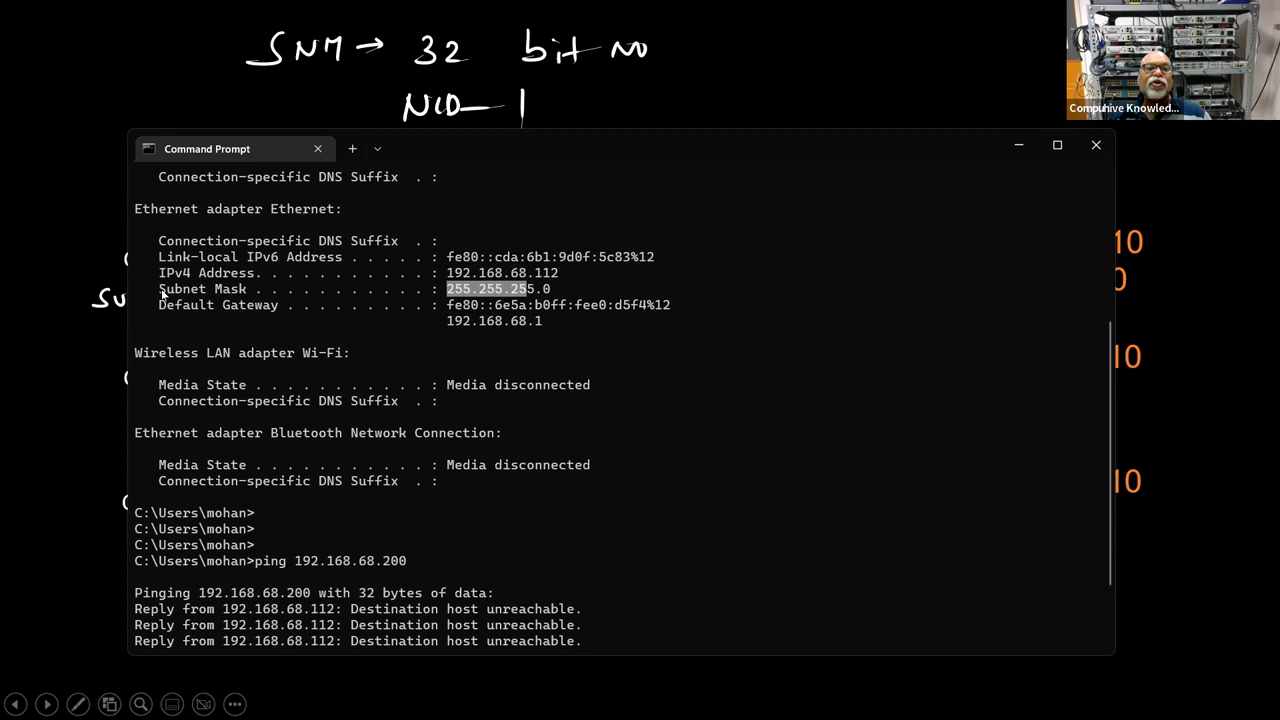 SNM → 32 bit no
NID — 1
Compuhive Knowled...
Command Prompt
Connection-specific DNS Suffix . :
Ethernet adapter Ethernet:
Connection-specific DNS Suffix . :
Link-local IPv6 Address . . . . . : fe80::cda:6b1:9d0f:5c83%12
IPv4 Address. . . . . . . . . . . : 192.168.68.112
Subnet Mask . . . . . . . . . . . : 255.255.255.0
Default Gateway . . . . . . . . . : fe80::6e5a:b0ff:fee0:d5f4%12
192.168.68.1
Wireless LAN adapter Wi-Fi:
Media State . . . . . . . . . . . : Media disconnected
Connection-specific DNS Suffix . :
Ethernet adapter Bluetooth Network Connection:
Media State . . . . . . . . . . . : Media disconnected
Connection-specific DNS Suffix . :
C:\Users\mohan>
C:\Users\mohan>
C:\Users\mohan>
C:\Users\mohan>ping 192.168.68.200
Pinging 192.168.68.200 with 32 bytes of data:
Reply from 192.168.68.112: Destination host unreachable.
Reply from 192.168.68.112: Destination host unreachable.
Reply from 192.168.68.112: Destination host unreachable.
Su
10
0
10
10